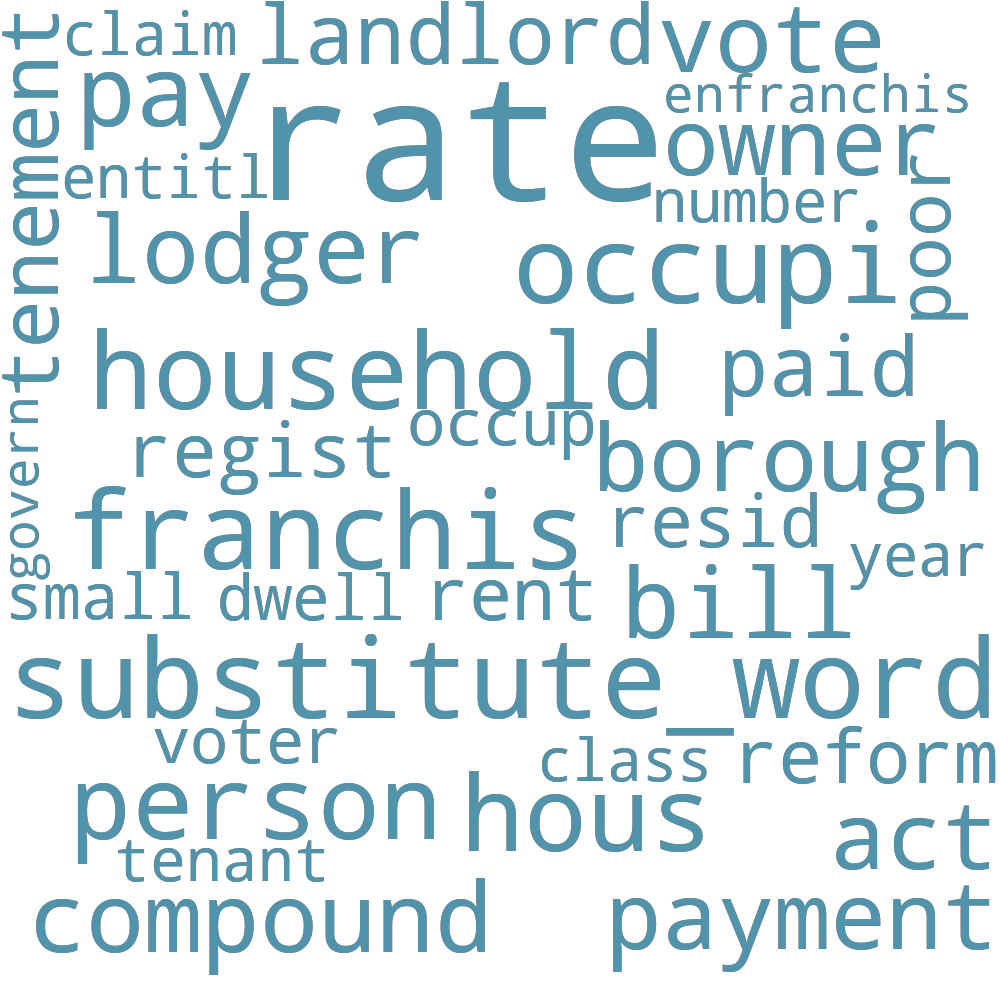 claim
landlord
vote
pay
rate
enfranchis
owner
tenement
entitl
number
poor
lodger
occupi
household
paid
occup
regist
borough
govern
franchis
resid
year
small
dwell
rent
bill
substitute_word
voter
class
reform
person
hous
act
tenant
compound
payment